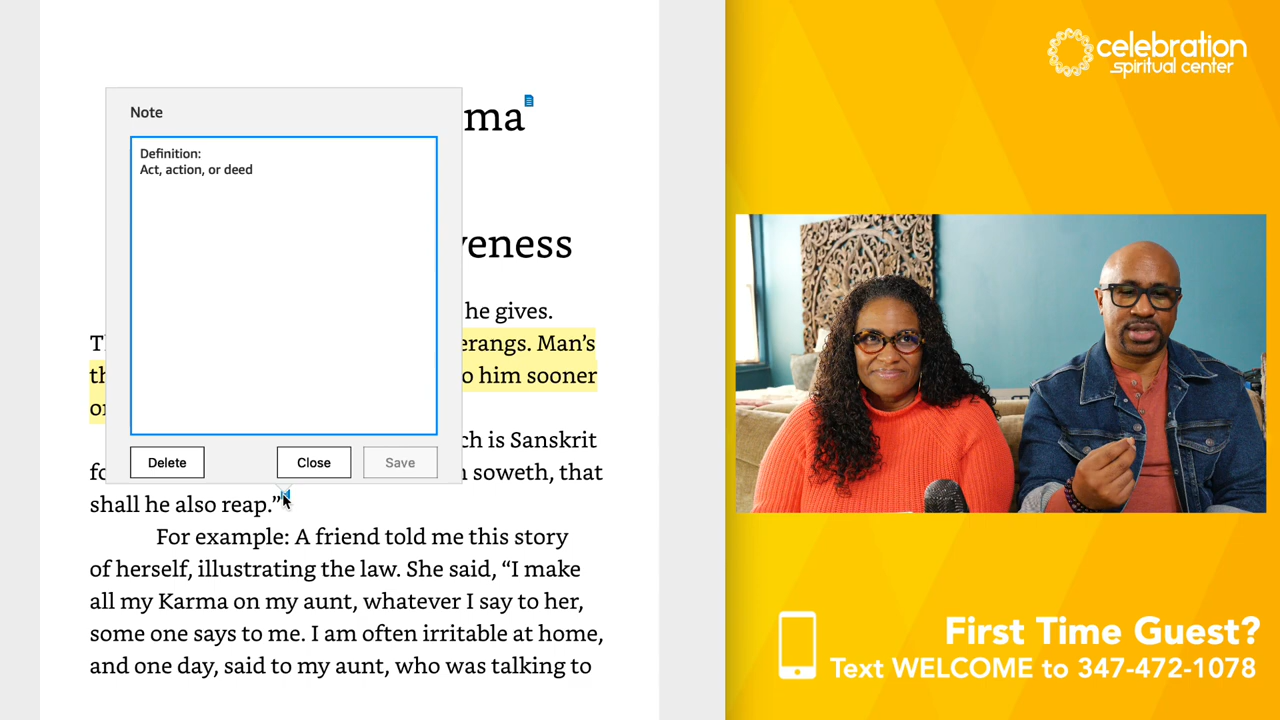 ma
veness
he gives.
Th erangs. Man's
th o him sooner
or
ch is Sanskrit
fo soweth, that
shall he also reap.”
For example: A friend told me this story
of herself, illustrating the law. She said, “I make
all my Karma on my aunt, whatever I say to her,
some one says to me. I am often irritable at home,
and one day, said to my aunt, who was talking to
Note
Definition:
Act, action, or deed
Delete Close Save
celebration
spiritual center
First Time Guest?
Text WELCOME to 347-472-1078